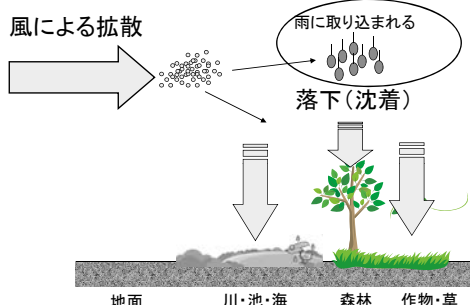 風による拡散
雨に取り込まれる
落下(沈着)
地面
川・池・海
森林
作物・草